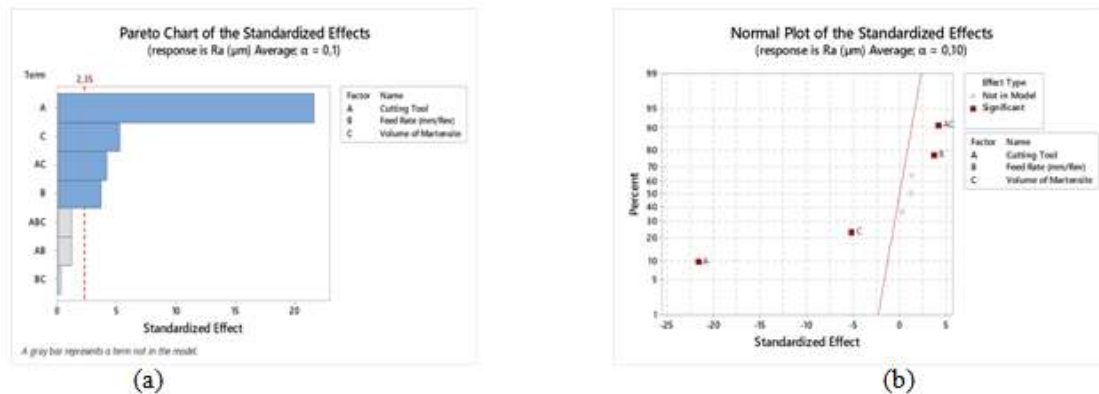 Pareto Chart of the Standardized Effects
(response is Ra (µm) Average; α = 0,1)
Term
2,35
A
C
AC
B
ABC
AB
BC
0 5 10 15 20
Standardized Effect
Factor Name
A Cutting Tool
B Feed Rate (mm/Rev)
C Volume of Martensite
A gray bar represents a term not in the model.
(a)
Normal Plot of the Standardized Effects
(response is Ra (µm) Average; α = 0,10)
Percent
99
95
90
80
70
60
50
40
30
20
10
5
1
AC
B
C
A
-25 -20 -15 -10 -5 0 5
Standardized Effect
Effect Type
Not in Model
Significant
Factor Name
A Cutting Tool
B Feed Rate (mm/Rev)
C Volume of Martensite
(b)